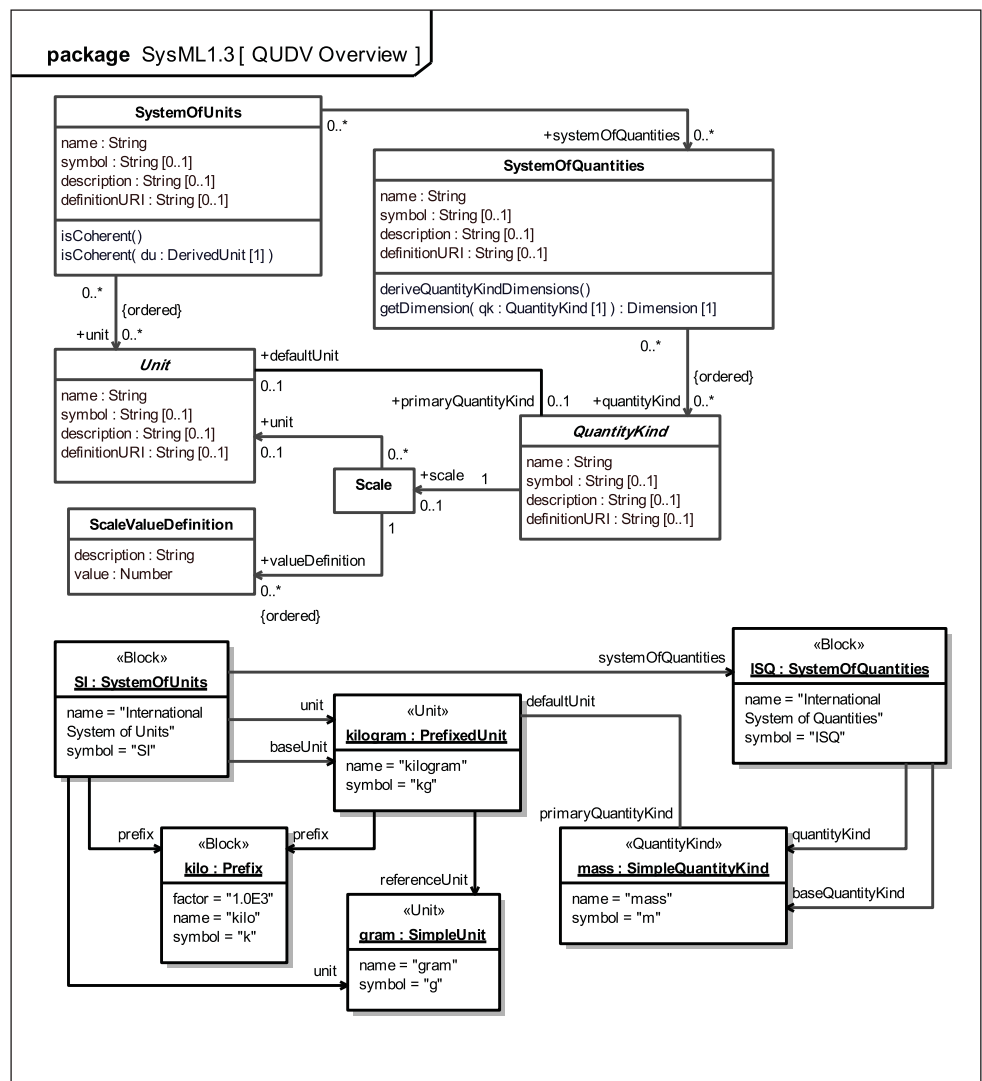 package SysML1.3 [ QUDV Overview ]
SystemOfUnits
name : String
symbol : String [0..1]
description : String [0..1]
definitionURI : String [0..1]
isCoherent()
isCoherent( du : DerivedUnit [1] )
0..*
+systemOfQuantities
0..*
SystemOfQuantities
name : String
symbol : String [0..1]
description : String [0..1]
definitionURI : String [0..1]
deriveQuantityKindDimensions()
getDimension( qk : QuantityKind [1] ) : Dimension [1]
0..*
{ordered}
+unit
0..*
0..*
{ordered}
+quantityKind
0..*
Unit
name : String
symbol : String [0..1]
description : String [0..1]
definitionURI : String [0..1]
+defaultUnit
0..1
+primaryQuantityKind
0..1
+unit
0..1
0..*
QuantityKind
name : String
symbol : String [0..1]
description : String [0..1]
definitionURI : String [0..1]
Scale
+scale
1
0..1
1
ScaleValueDefinition
description : String
value : Number
+valueDefinition
0..*
{ordered}
«Block»
SI : SystemOfUnits
name = "International
System of Units"
symbol = "SI"
systemOfQuantities
«Block»
ISQ : SystemOfQuantities
name = "International
System of Quantities"
symbol = "ISQ"
unit
baseUnit
«Unit»
kilogram : PrefixedUnit
name = "kilogram"
symbol = "kg"
defaultUnit
primaryQuantityKind
prefix
prefix
«Block»
kilo : Prefix
factor = "1.0E3"
name = "kilo"
symbol = "k"
«QuantityKind»
mass : SimpleQuantityKind
name = "mass"
symbol = "m"
quantityKind
baseQuantityKind
referenceUnit
«Unit»
gram : SimpleUnit
name = "gram"
symbol = "g"
unit